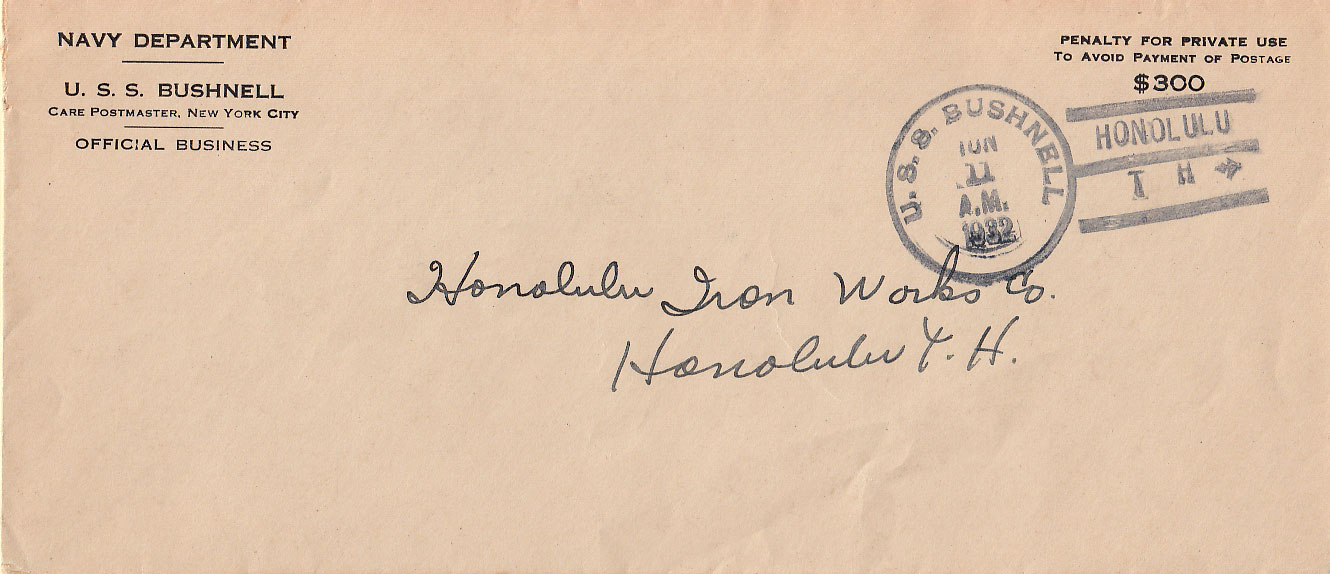 NAVY DEPARTMENT
U. S. S. BUSHNELL
CARE POSTMASTER, NEW YORK CITY
OFFICIAL BUSINESS
PENALTY FOR PRIVATE USE
TO AVOID PAYMENT OF POSTAGE
$300
U. S. S. BUSHNELL
JUN
11
A.M.
1932
HONOLULU
T H
Honolulu Iron Works Co.
Honolulu T. H.